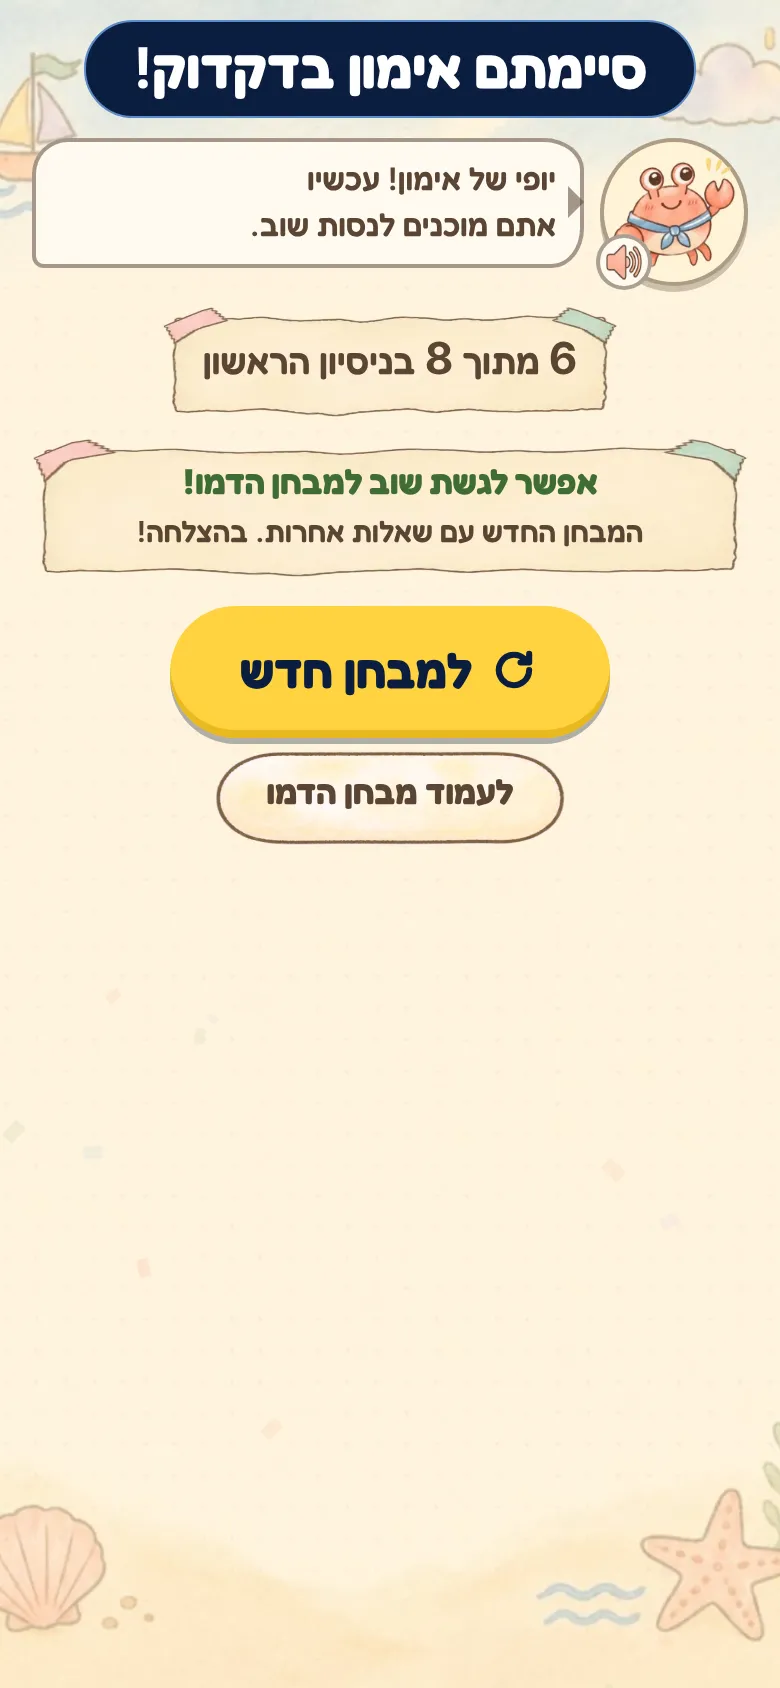 סיימתם אימון בדקדוק!
יופי של אימון! עכשיו
אתם מוכנים לנסות שוב.
6 מתוך 8 בניסיון הראשון
אפשר לגשת שוב למבחן הדמו!
המבחן החדש עם שאלות אחרות. בהצלחה!
למבחן חדש
לעמוד מבחן הדמו